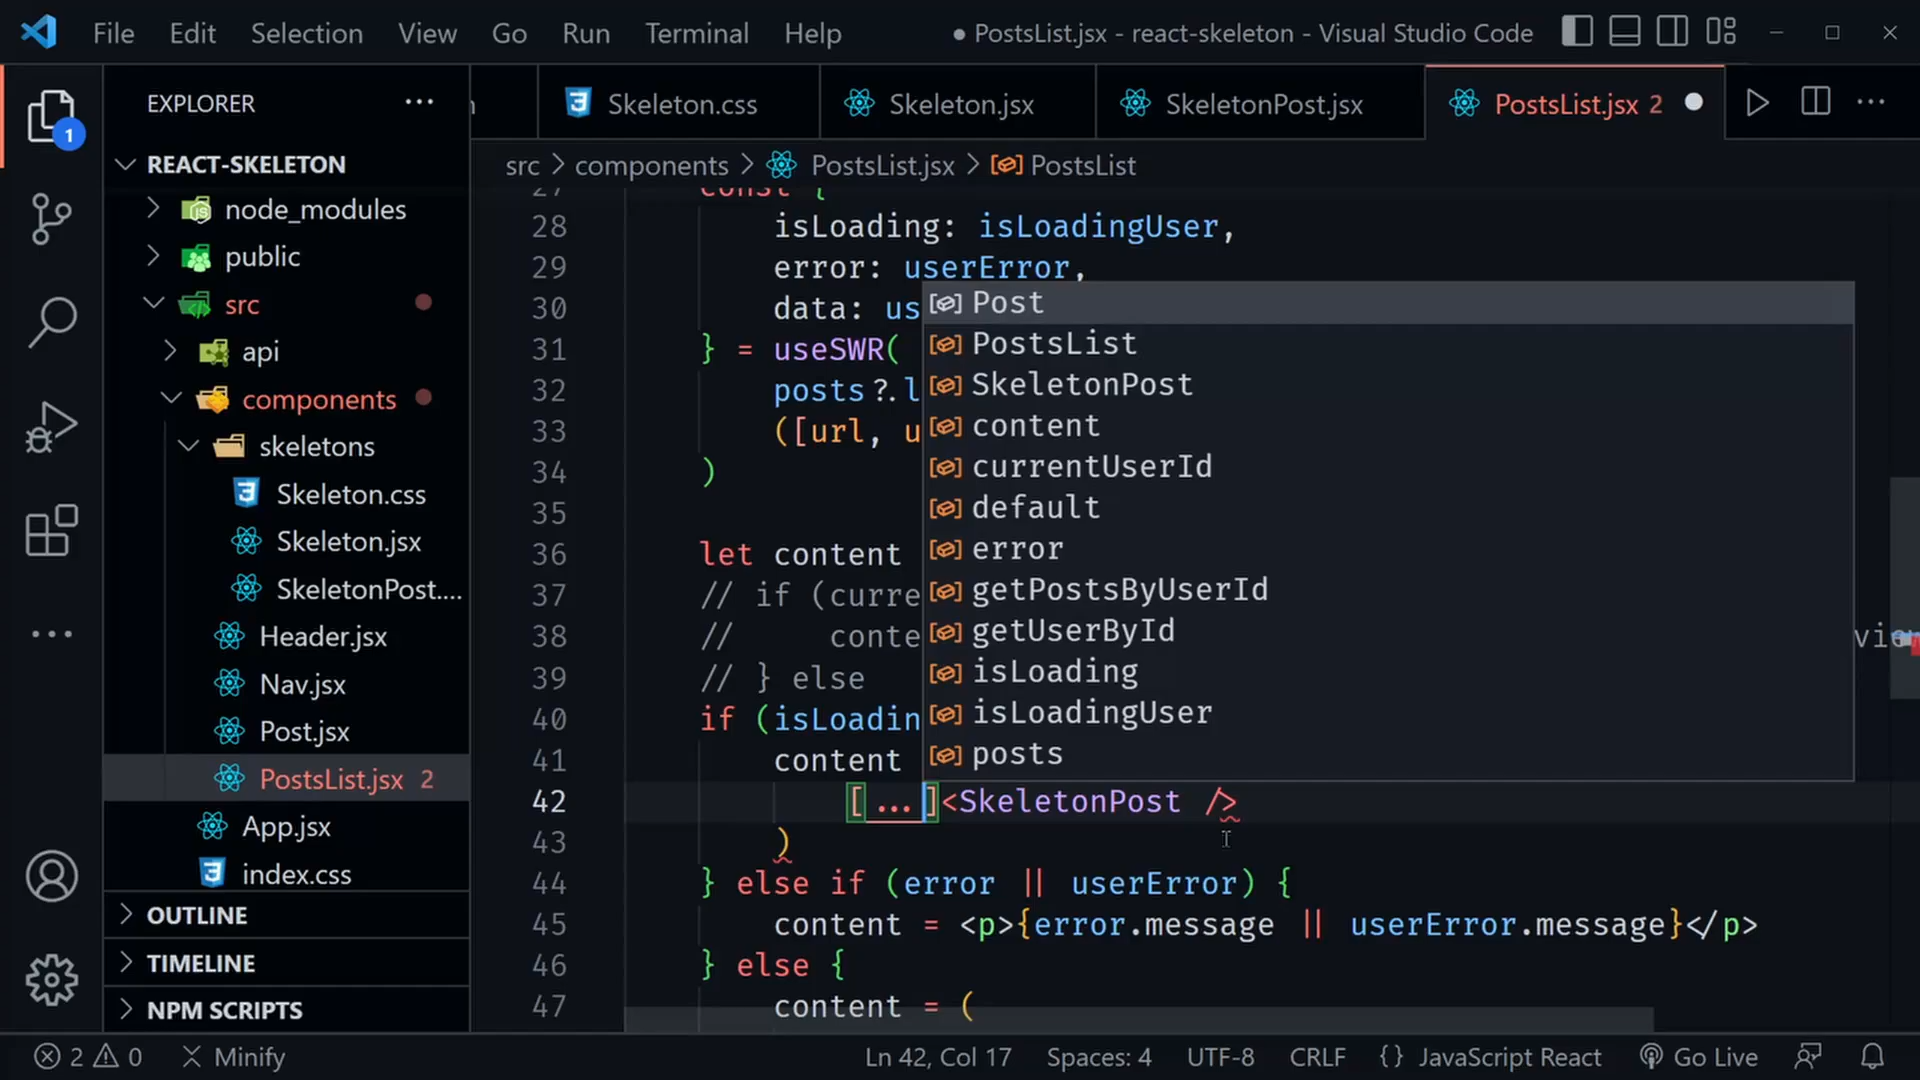 File Edit Selection View Go Run Terminal Help ● PostsList.jsx - react-skeleton - Visual Studio Code
EXPLORER ...
Skeleton.css Skeleton.jsx SkeletonPost.jsx PostsList.jsx 2
1
REACT-SKELETON
src > components > PostsList.jsx > PostsList
node_modules
public
src
api
components
skeletons
Skeleton.css
Skeleton.jsx
SkeletonPost....
Header.jsx
Nav.jsx
Post.jsx
PostsList.jsx 2
App.jsx
index.css
OUTLINE
TIMELINE
NPM SCRIPTS
27 const {
28 isLoading: isLoadingUser,
29 error: userError,
30 data: us
31 } = useSWR(
32 posts?.l
33 ([url, u
34 )
35
36 let content
37 // if (curre
38 // conte
39 // } else
40 if (isLoadin
41 content
42 [ ...]<SkeletonPost />
43 )
44 } else if (error || userError) {
45 content = <p>{error.message || userError.message}</p>
46 } else {
47 content = (
Post
PostsList
SkeletonPost
content
currentUserId
default
error
getPostsByUserId
getUserById
isLoading
isLoadingUser
posts
2 0 Minify Ln 42, Col 17 Spaces: 4 UTF-8 CRLF {} JavaScript React Go Live